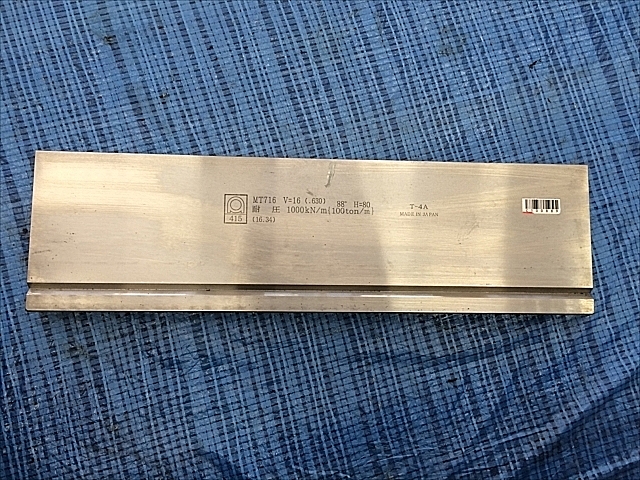 MT716 V=16 (.630) 88° H=80
耐 圧 1000kN/m{100ton/m}
415 (16.34)
T-4A
MADE IN JAPAN